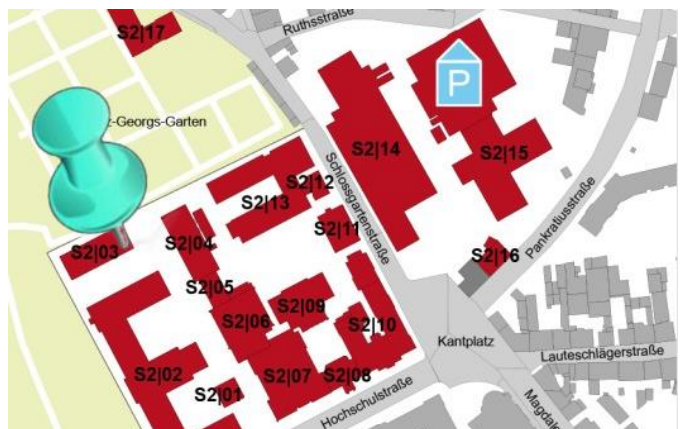 S2|17
Ruthsstraße
P
z-Georgs-Garten
S2|14
S2|15
Schlossgartenstraße
S2|12
S2|13
S2|11
S2|04
S2|03
S2|16
Pankratiusstraße
S2|05
S2|09
S2|06
S2|10
Kantplatz
Lauteschlägerstraße
S2|02
S2|07
S2|08
S2|01
Hochschulstraße
Magdale